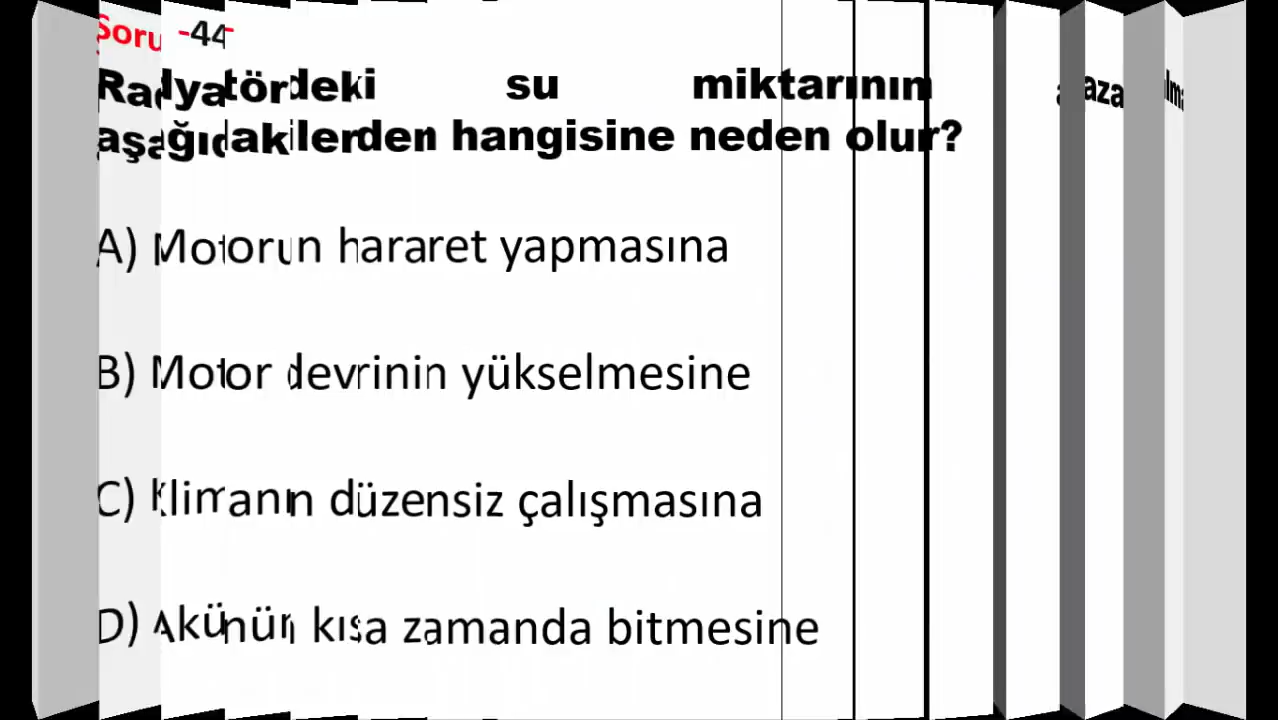 Soru -44-
Radyatördeki su miktarının azalma
aşağıdakilerden hangisine neden olur?
A) Motorun hararet yapmasına
B) Motor devrinin yükselmesine
C) Klimanın düzensiz çalışmasına
D) Akünün kısa zamanda bitmesine